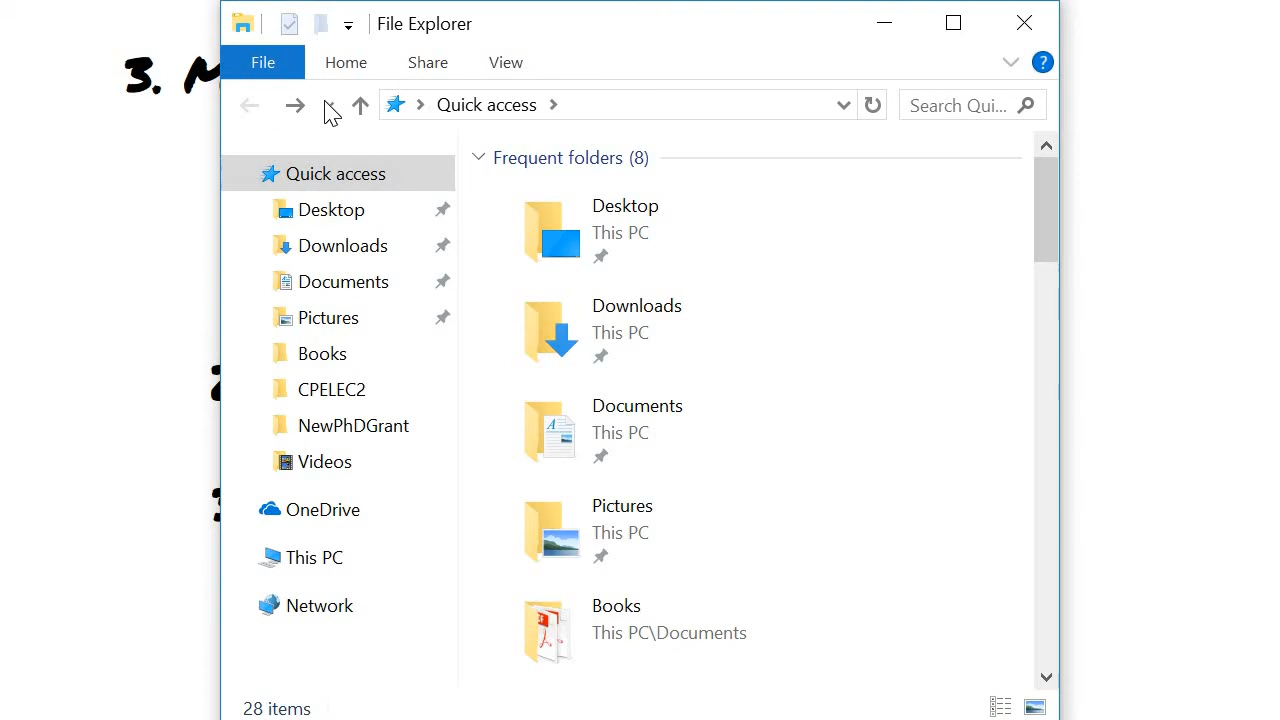 File Explorer
File Home Share View
Quick access
Search Qui...
3.
Quick access
Desktop
Downloads
Documents
Pictures
Books
CPELEC2
NewPhDGrant
Videos
OneDrive
This PC
Network
Frequent folders (8)
Desktop
This PC
Downloads
This PC
Documents
This PC
Pictures
This PC
Books
This PC\Documents
28 items